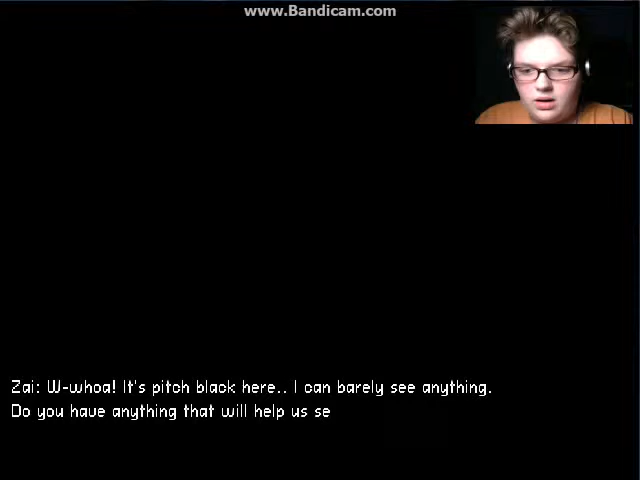 www.Bandicam.com
Zai: W-whoa! It's pitch black here.. I can barely see anything.
Do you have anything that will help us se